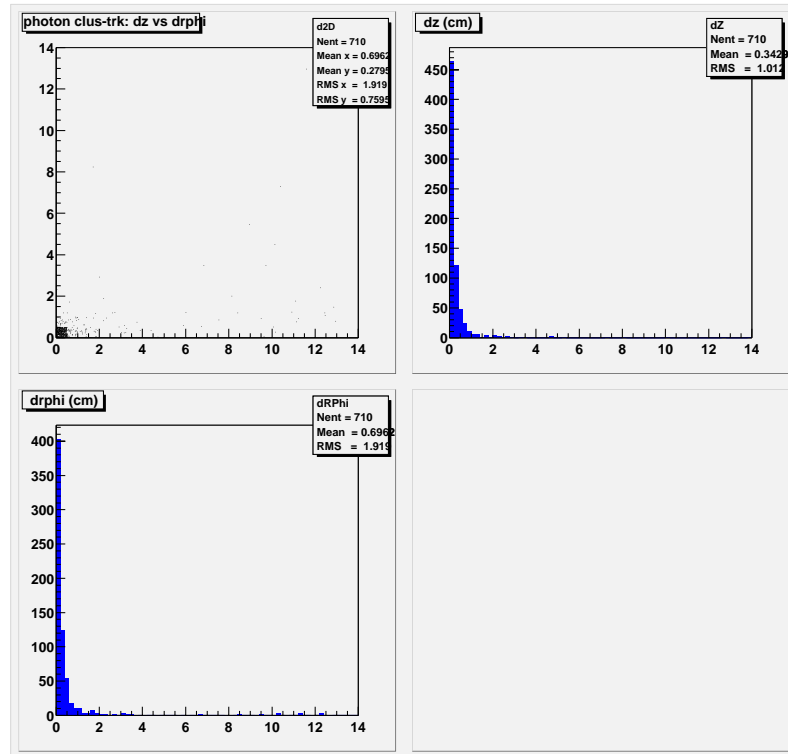 photon clus-trk: dz vs drphi
d2D
Nent = 710
Mean x = 0.6962
Mean y = 0.2795
RMS x = 1.919
RMS y = 0.7595
14
12
10
8
6
4
2
0
0 2 4 6 8 10 12 14
dz (cm)
dZ
Nent = 710
Mean = 0.3429
RMS = 1.012
450
400
350
300
250
200
150
100
50
0
0 2 4 6 8 10 12 14
drphi (cm)
dRPhi
Nent = 710
Mean = 0.6962
RMS = 1.919
400
350
300
250
200
150
100
50
0
0 2 4 6 8 10 12 14